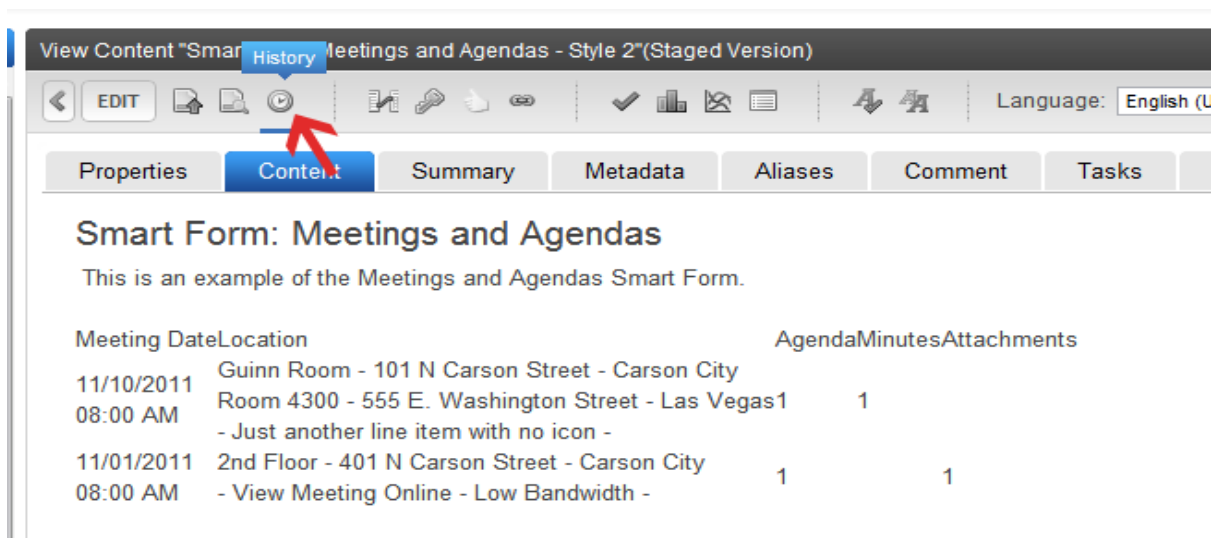 View Content "Smar Meetings and Agendas - Style 2"(Staged Version)
History
EDIT
Language: English (U
Properties Content Summary Metadata Aliases Comment Tasks
Smart Form: Meetings and Agendas
This is an example of the Meetings and Agendas Smart Form.
Meeting DateLocation AgendaMinutesAttachments
11/10/2011 Guinn Room - 101 N Carson Street - Carson City
08:00 AM Room 4300 - 555 E. Washington Street - Las Vegas1 1
- Just another line item with no icon -
11/01/2011 2nd Floor - 401 N Carson Street - Carson City
08:00 AM - View Meeting Online - Low Bandwidth - 1 1